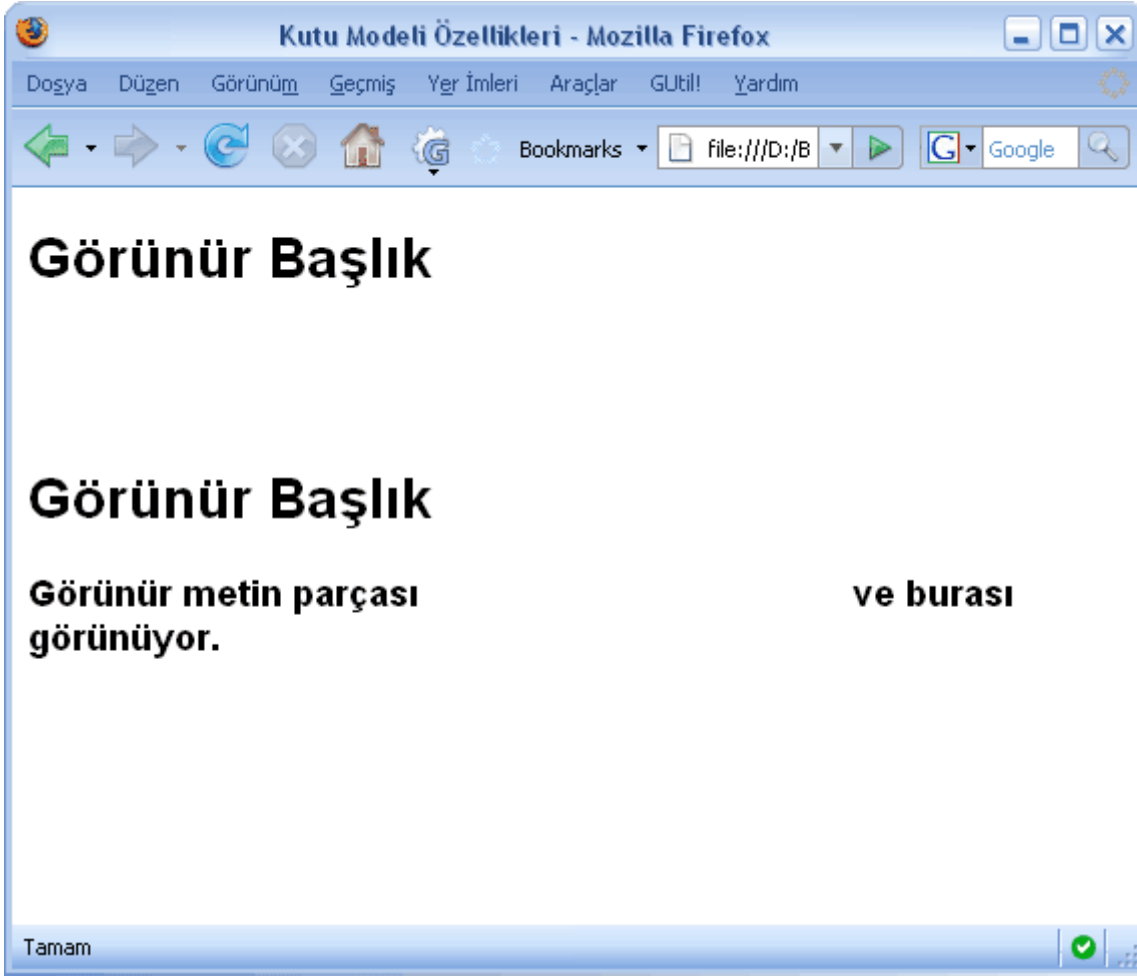 Kutu Modeli Özellikleri - Mozilla Firefox
Dosya Düzen Görünüm Geçmiş Yer İmleri Araçlar GUtil! Yardım
G Bookmarks file:///D:/B G Google
Görünür Başlık
Görünür Başlık
Görünür metin parçası ve burası
görünüyor.
Tamam